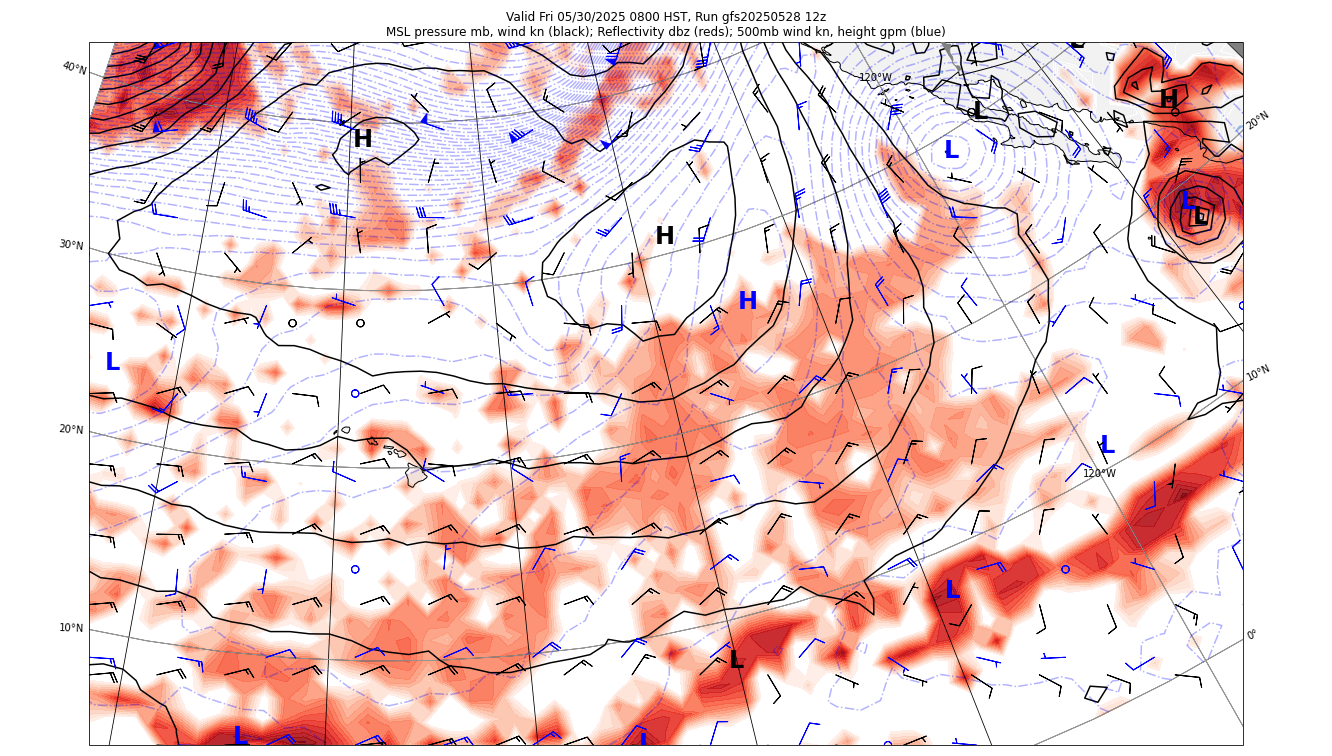 Valid Fri 05/30/2025 0800 HST, Run gfs20250528 12z
MSL pressure mb, wind kn (black); Reflectivity dbz (reds); 500mb wind kn, height gpm (blue)
40°N
120°W
H
L
20°N
H
L
L
L
30°N
H
H
L
10°N
20°N
L
120°W
L
10°N
0°
L
L
L